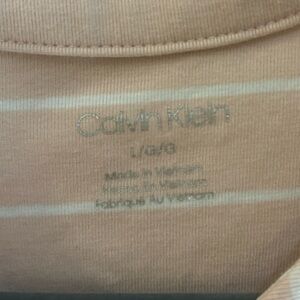 Calvin Klein
L/G/G
Made in Vietnam
Hecho En Vietnam
Fabriqué Au Vietnam